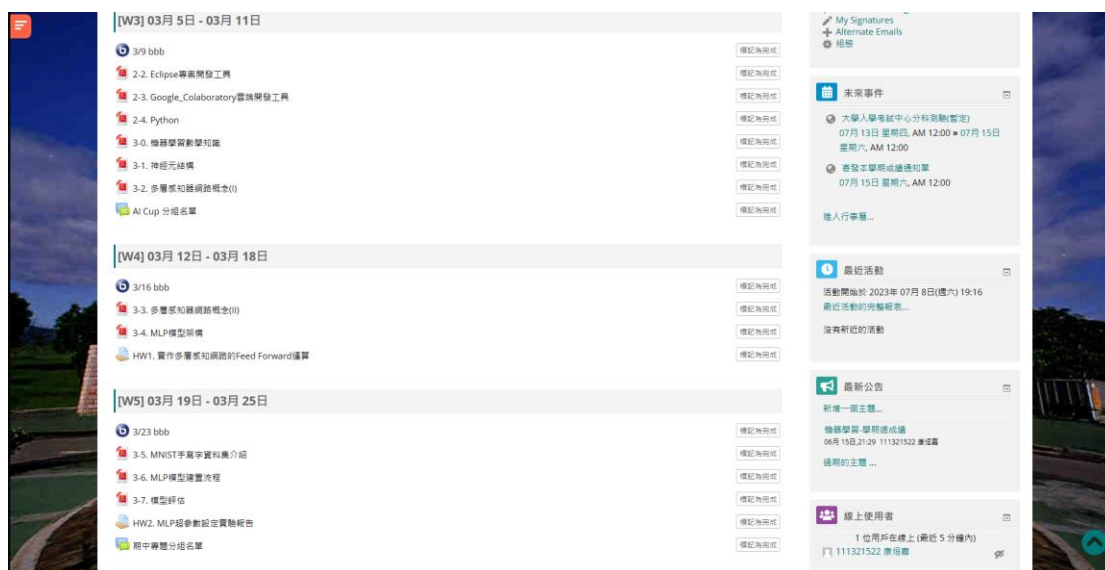 [W3] 03月 5日 - 03月 11日
3/9 bbb
標記為完成
2-2. Eclipse專案開發工具
標記為完成
2-3. Google_Colaboratory雲端開發工具
標記為完成
2-4. Python
標記為完成
3-0. 機器學習數學知識
標記為完成
3-1. 神經元結構
標記為完成
3-2. 多層感知器網路概念(I)
標記為完成
AI Cup 分組名單
標記為完成
[W4] 03月 12日 - 03月 18日
3/16 bbb
標記為完成
3-3. 多層感知器網路概念(II)
標記為完成
3-4. MLP模型架構
標記為完成
HW1. 實作多層感知網路的Feed Forward運算
標記為完成
[W5] 03月 19日 - 03月 25日
3/23 bbb
標記為完成
3-5. MNIST手寫字資料集介紹
標記為完成
3-6. MLP模型建置流程
標記為完成
3-7. 模型評估
標記為完成
HW2. MLP超參數設定實驗報告
標記為完成
期中專題分組名單
標記為完成
My Signatures
Alternate Emails
組態
未來事件
大學入學考試中心分科測驗(暫定)
07月 13日 星期四, AM 12:00 » 07月 15日
星期六, AM 12:00
寄發本學期成績通知單
07月 15日 星期六, AM 12:00
進入行事曆...
最近活動
活動開始於 2023年 07月 8日(週六) 19:16
最近活動的完整報表...
沒有新近的活動
最新公告
新增一個主題...
機器學習-學期總成績
06月 15日,21:29 111321522
過期的主題 ...
線上使用者
1 位用戶在線上 (最近 5 分鐘內)
111321522